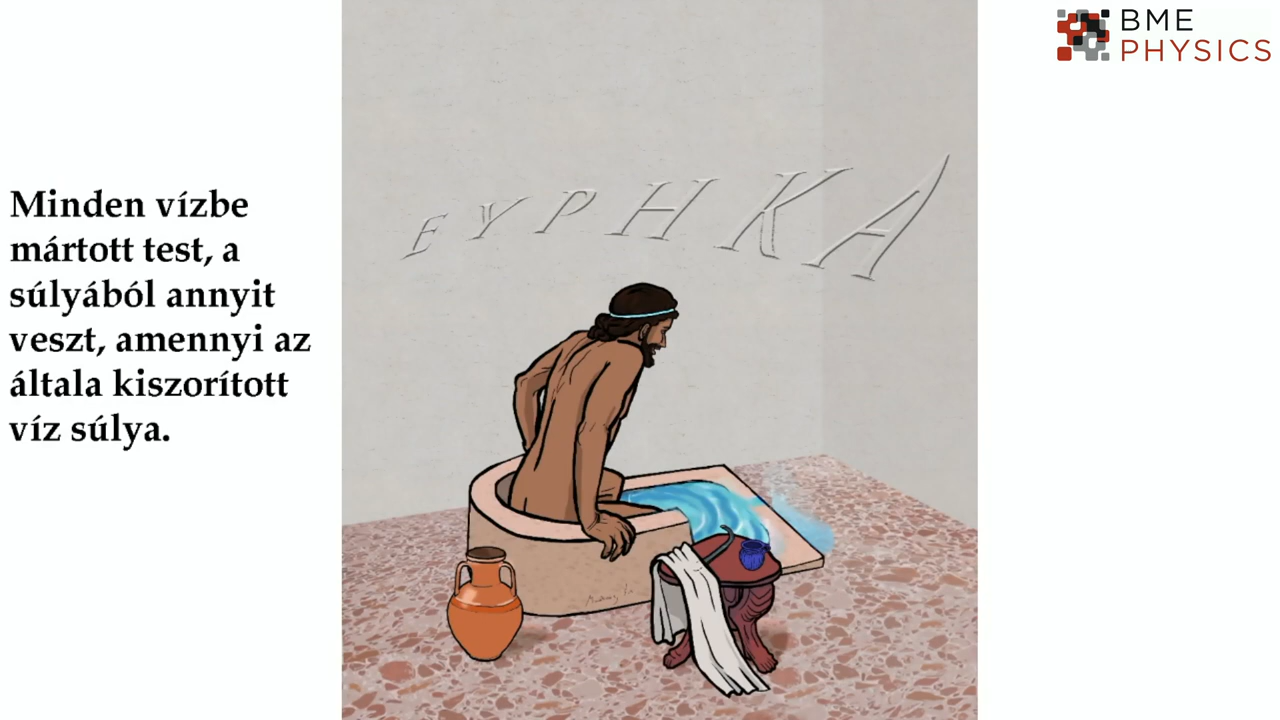 BME
PHYSICS
ΕΥΡΗΚΑ
Minden vízbe
mártott test, a
súlyából annyit
veszt, amennyi az
általa kiszorított
víz súlya.